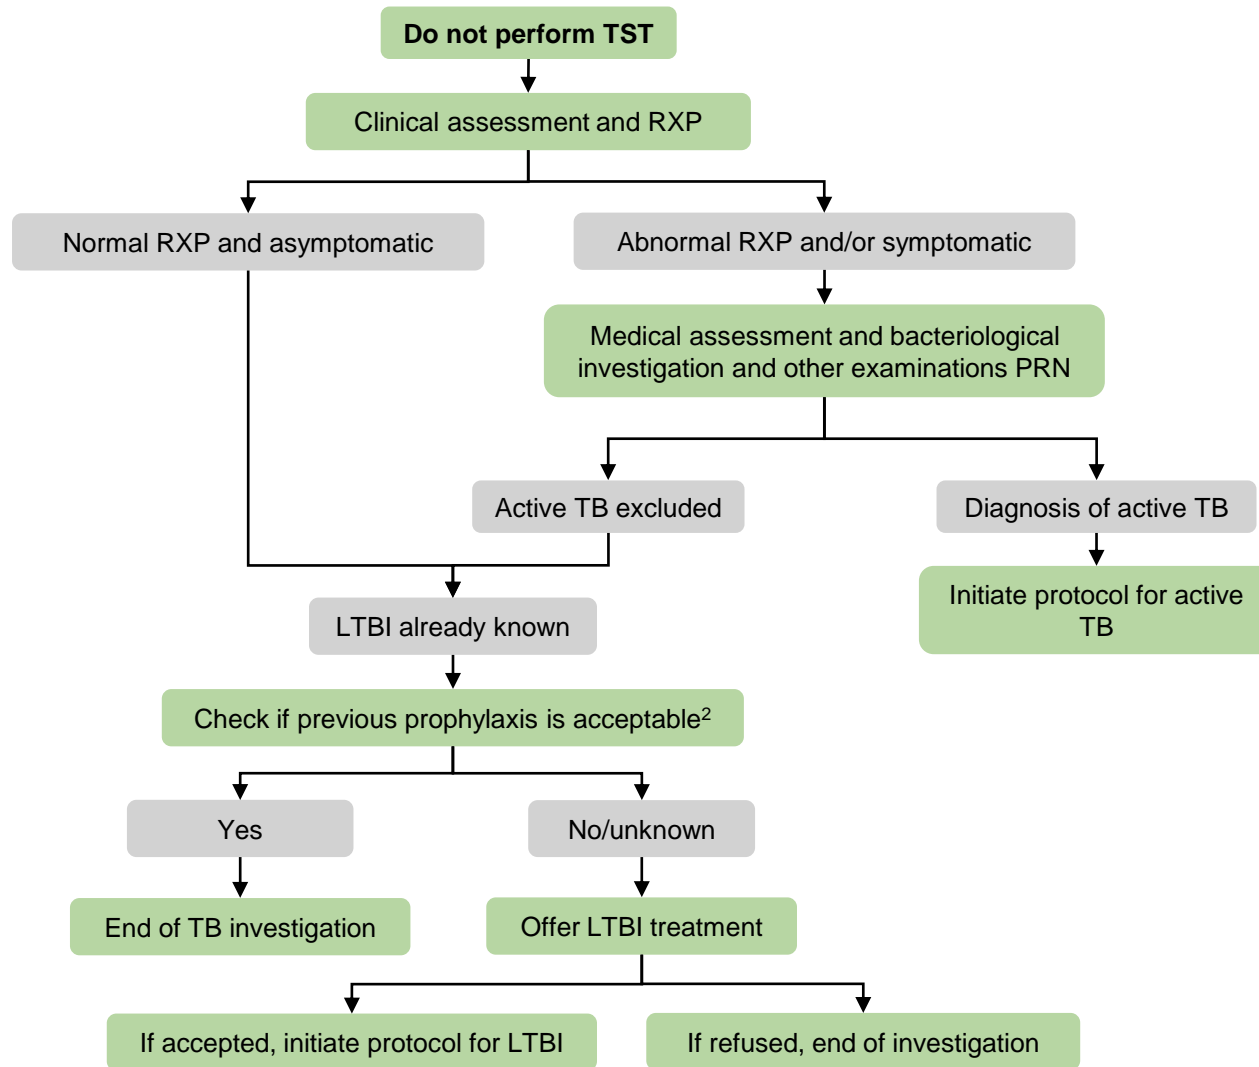 Do not perform TST
Clinical assessment and RXP
Normal RXP and asymptomatic
Abnormal RXP and/or symptomatic
Medical assessment and bacteriological
investigation and other examinations PRN
Active TB excluded
Diagnosis of active TB
Initiate protocol for active
TB
LTBI already known
Check if previous prophylaxis is acceptable²
Yes
No/unknown
End of TB investigation
Offer LTBI treatment
If accepted, initiate protocol for LTBI
If refused, end of investigation